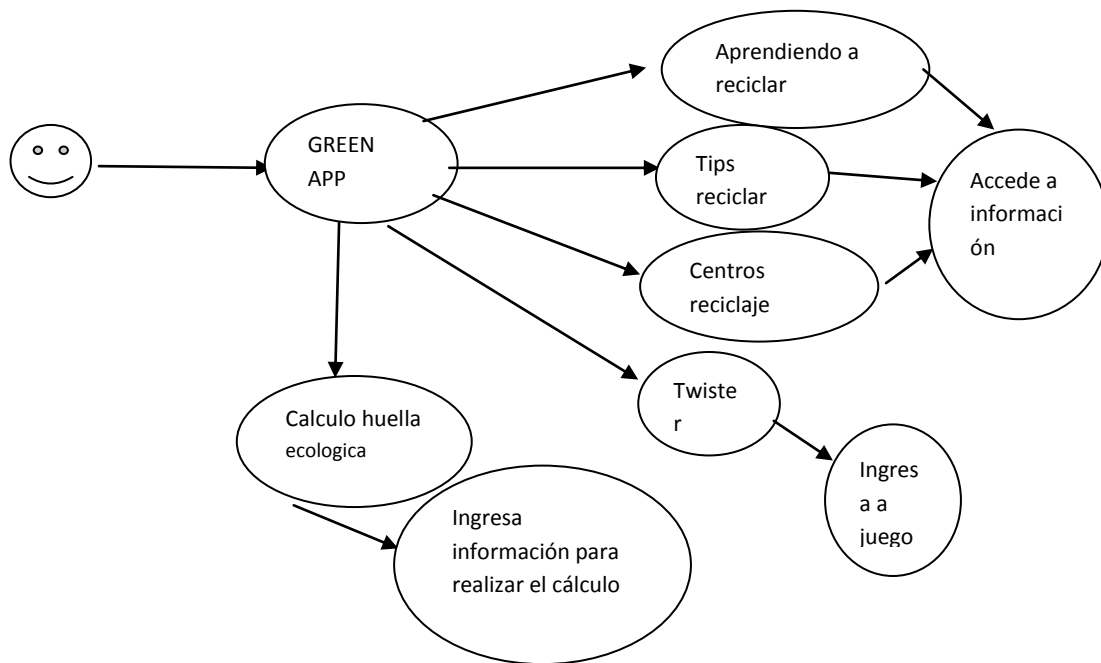 Aprendiendo a
reciclar
GREEN
APP
Tips
reciclar
Accede a
informaci
ón
Centros
reciclaje
Twiste
r
Calculo huella
ecologica
Ingres
a a
juego
Ingresa
información para
realizar el cálculo